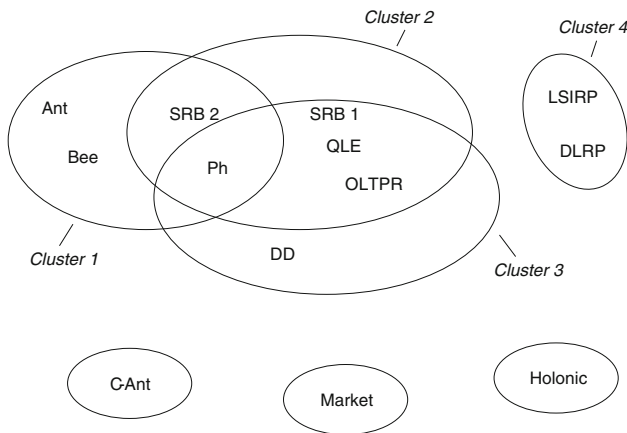 Cluster 2
Cluster 4
Ant
SRB 2
SRB 1
LSIRP
Bee
QLE
DLRP
Ph
OLTPR
Cluster 1
DD
Cluster 3
C-Ant
Market
Holonic